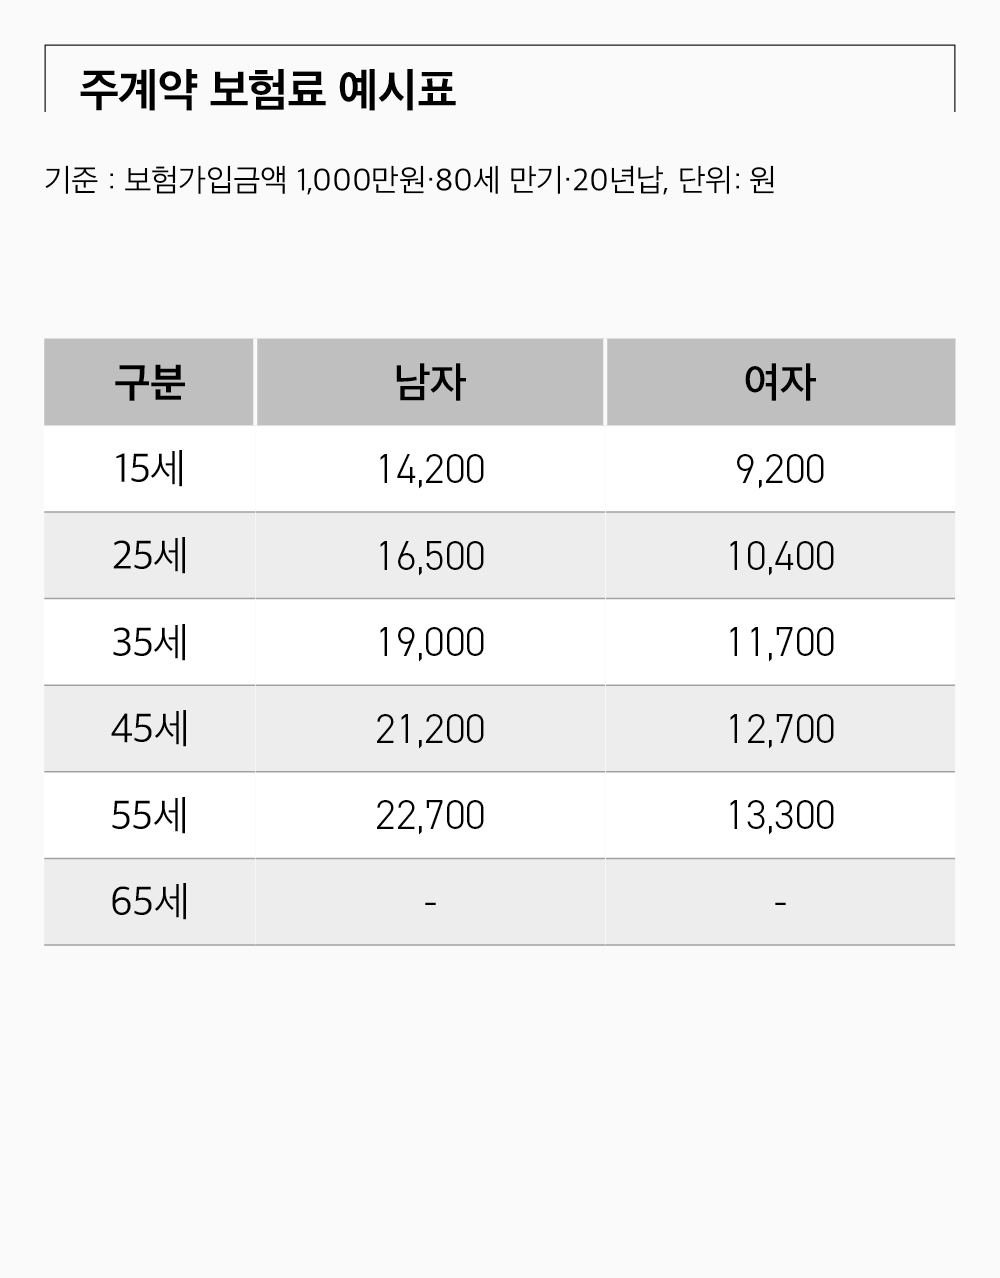 주계약 보험료 예시표
기준 : 보험가입금액 1,000만원·80세 만기·20년납, 단위: 원
구분 남자 여자
15세 14,200 9,200
25세 16,500 10,400
35세 19,000 11,700
45세 21,200 12,700
55세 22,700 13,300
65세 - -